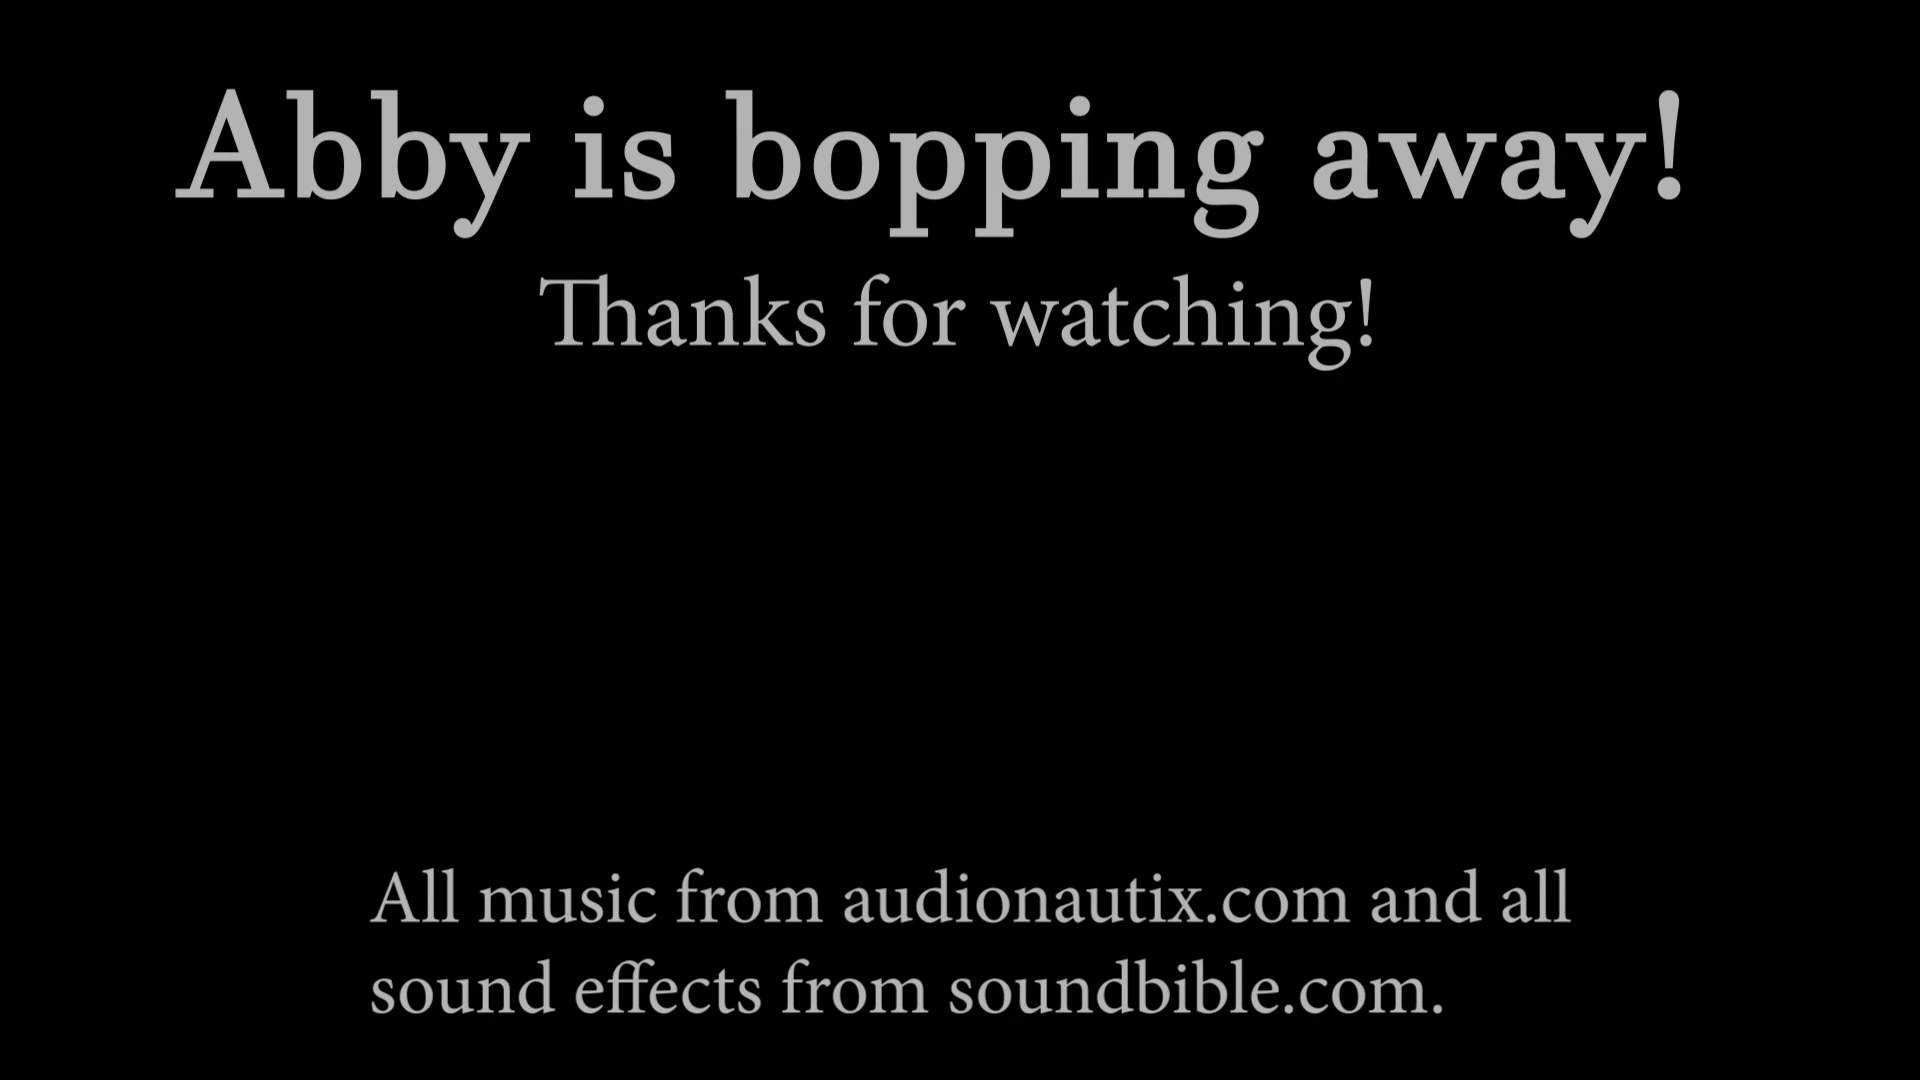 Abby is bopping away!
Thanks for watching!
All music from audionautix.com and all
sound effects from soundbible.com.